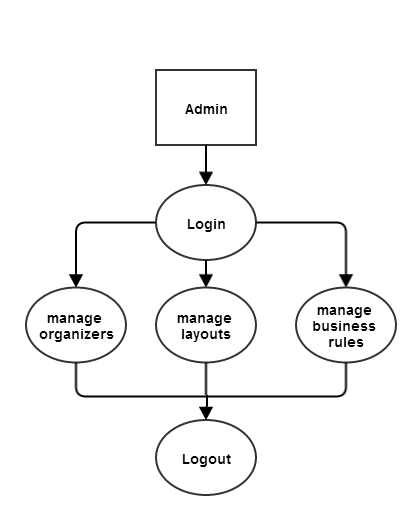 Admin
Login
manage
organizers
manage
layouts
manage
business
rules
Logout